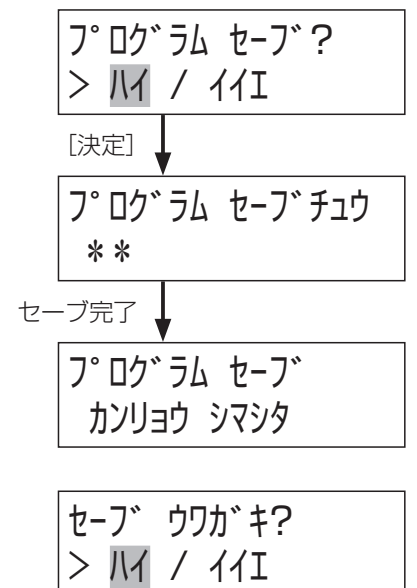 プログラム セーブ?
> ハイ / イイエ
[決定]
プログラム セーブチュウ
**
セーブ完了
プログラム セーブ
カンリョウ シマシタ
セーブ ウワガキ?
> ハイ / イイエ